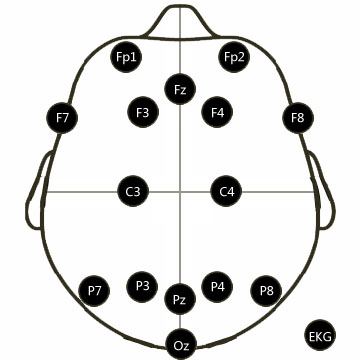 Fp1 Fp2
Fz
F7 F3 F4 F8
C3 C4
P7 P3 Pz P4 P8
Oz
EKG